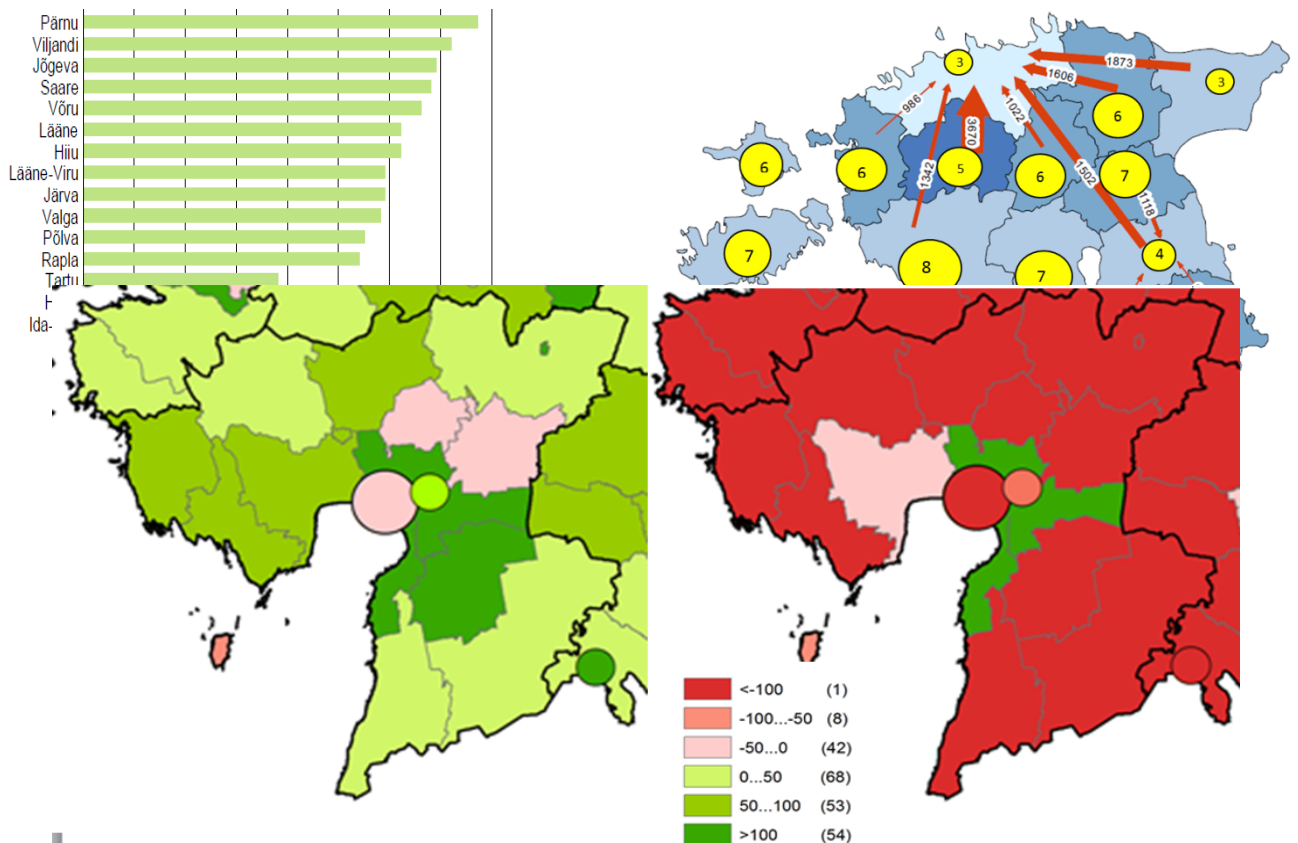 Pärnu
Viljandi
Jõgeva
Saare
Võru
Lääne
Hiiu
Lääne-Viru
Järva
Valga
Põlva
Rapla
Tartu
H
Ida-
3
1873
3
1606
986
6
1022
3670
6
6
5
6
7
1342
1502
1118
7
8
7
4
<-100 (1)
-100...-50 (8)
-50...0 (42)
0...50 (68)
50...100 (53)
>100 (54)